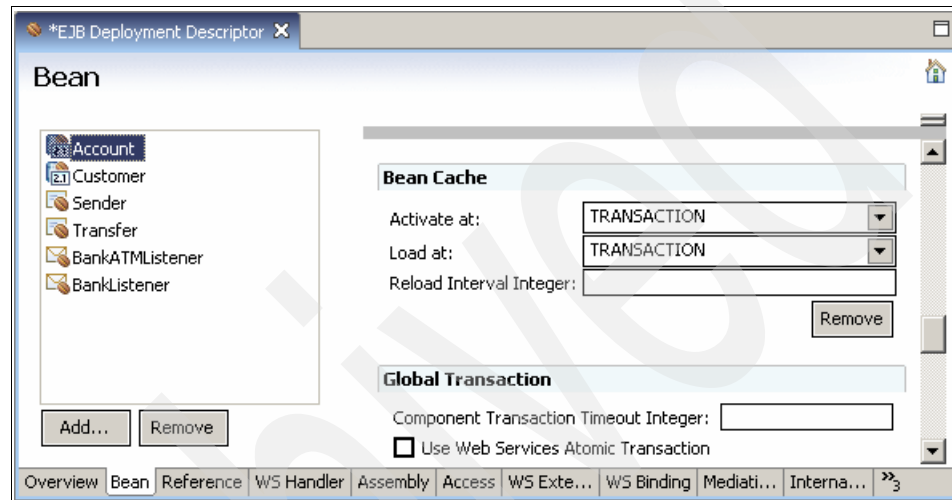 *EJB Deployment Descriptor
Bean
Account
Customer
Sender
Transfer
BankATMListener
BankListener
Add...
Remove
Bean Cache
Activate at:
TRANSACTION
Load at:
TRANSACTION
Reload Interval Integer:
Remove
Global Transaction
Component Transaction Timeout Integer:
Use Web Services Atomic Transaction
Overview Bean Reference WS Handler Assembly Access WS Exte... WS Binding Mediati... Interna... »3